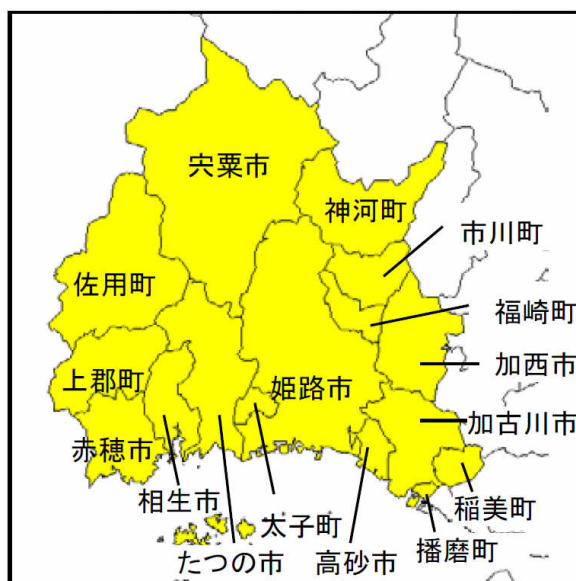 宍粟市
神河町
市川町
佐用町
福崎町
上郡町
姫路市
加西市
赤穂市
加古川市
相生市
太子町
稲美町
たつの市
高砂市
播磨町